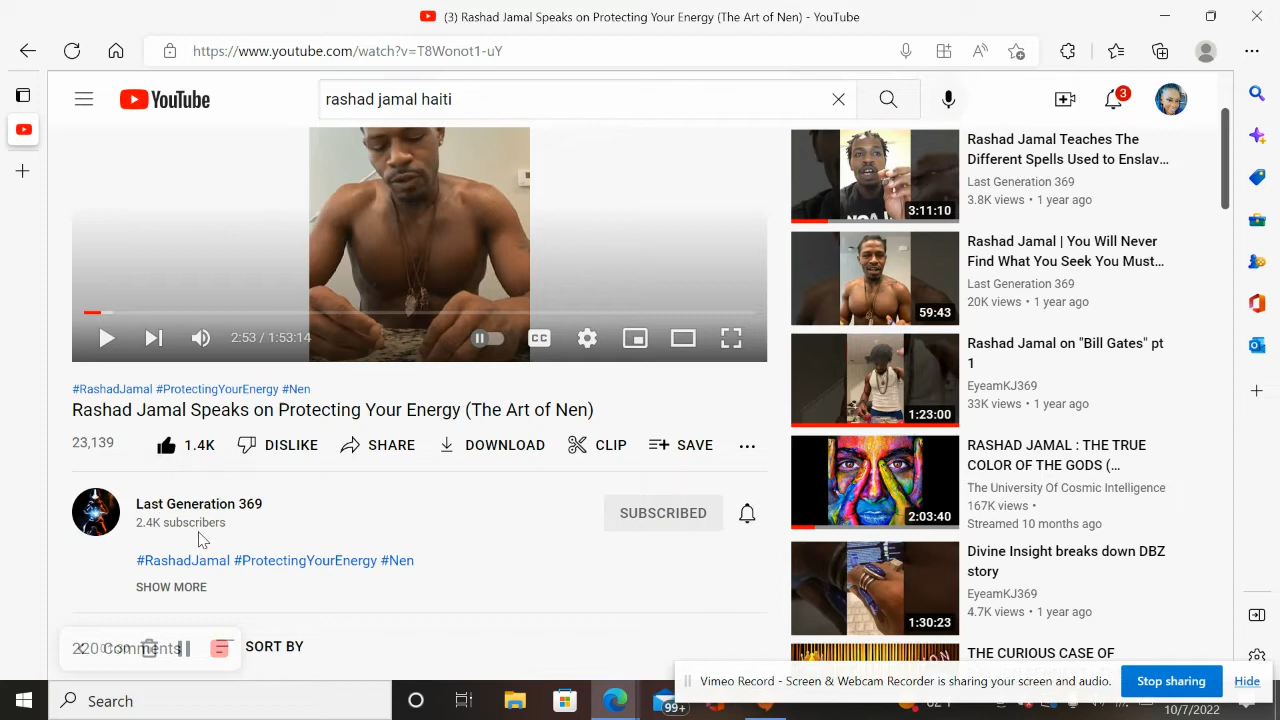 (3) Rashad Jamal Speaks on Protecting Your Energy (The Art of Nen) - YouTube
https://www.youtube.com/watch?v=T8Wonot1-uY
YouTube
rashad jamal haiti
3
2:53 / 1:53:14
CC
#RashadJamal #ProtectingYourEnergy #Nen
Rashad Jamal Speaks on Protecting Your Energy (The Art of Nen)
23,139
1.4K
DISLIKE
SHARE
DOWNLOAD
CLIP
SAVE
Last Generation 369
2.4K subscribers
SUBSCRIBED
#RashadJamal #ProtectingYourEnergy #Nen
SHOW MORE
220 Comments
SORT BY
3:11:10
Rashad Jamal Teaches The
Different Spells Used to Enslav...
Last Generation 369
3.8K views • 1 year ago
59:43
Rashad Jamal | You Will Never
Find What You Seek You Must...
Last Generation 369
20K views • 1 year ago
1:23:00
Rashad Jamal on "Bill Gates" pt
1
EyeamKJ369
33K views • 1 year ago
2:03:40
RASHAD JAMAL : THE TRUE
COLOR OF THE GODS (...
The University Of Cosmic Intelligence
167K views •
Streamed 10 months ago
1:30:23
Divine Insight breaks down DBZ
story
EyeamKJ369
4.7K views • 1 year ago
THE CURIOUS CASE OF
Vimeo Record - Screen & Webcam Recorder is sharing your screen and audio.
Stop sharing
Hide
Search
99+
10/7/2022